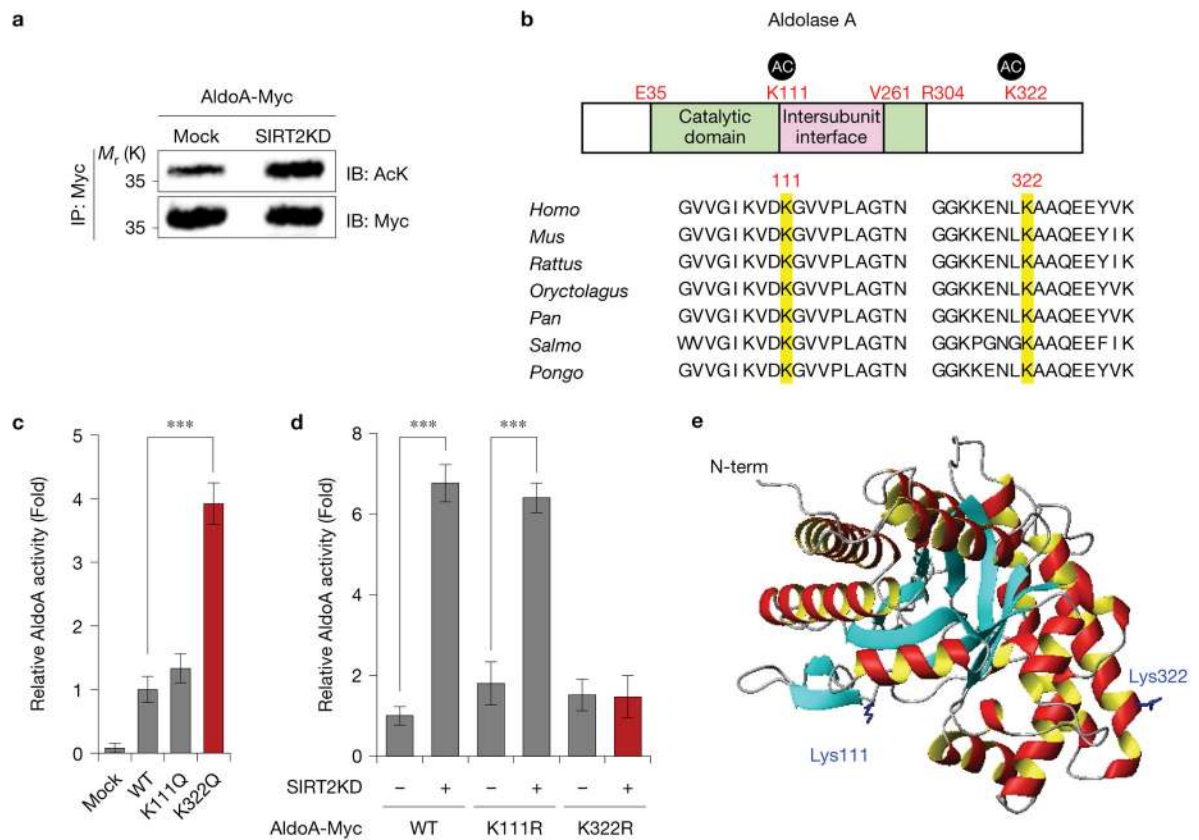 a
AldoA-Myc
Mock SIRT2KD
Mr (K)
IP: Myc
35
IB: AcK
35
IB: Myc
b
Aldolase A
AC AC
E35 K111 V261 R304 K322
Catalytic domain
Intersubunit interface
111 322
Homo GVVGIKVDKGVVPLAGTN GGKKENLKAAQEEYVK
Mus GVVGIKVDKGVVPLAGTN GGKKENLKAAQEEYIK
Rattus GVVGIKVDKGVVPLAGTN GGKKENLKAAQEEYIK
Oryctolagus GVVGIKVDKGVVPLAGTN GGKKENLKAAQEEYVK
Pan GVVGIKVDKGVVPLAGTN GGKKENLKAAQEEYVK
Salmo WVVGIKVDKGVVPLAGTN GGKPGNGKAAQEEFIK
Pongo GVVGIKVDKGVVPLAGTN GGKKENLKAAQEEYVK
c
Relative AldoA activity (Fold)
5
4
3
2
1
0
***
Mock WT K111Q K322Q
d
Relative AldoA activity (Fold)
8
6
4
2
0
*** ***
SIRT2KD – + – + – +
AldoA-Myc WT K111R K322R
e
N-term
Lys322
Lys111